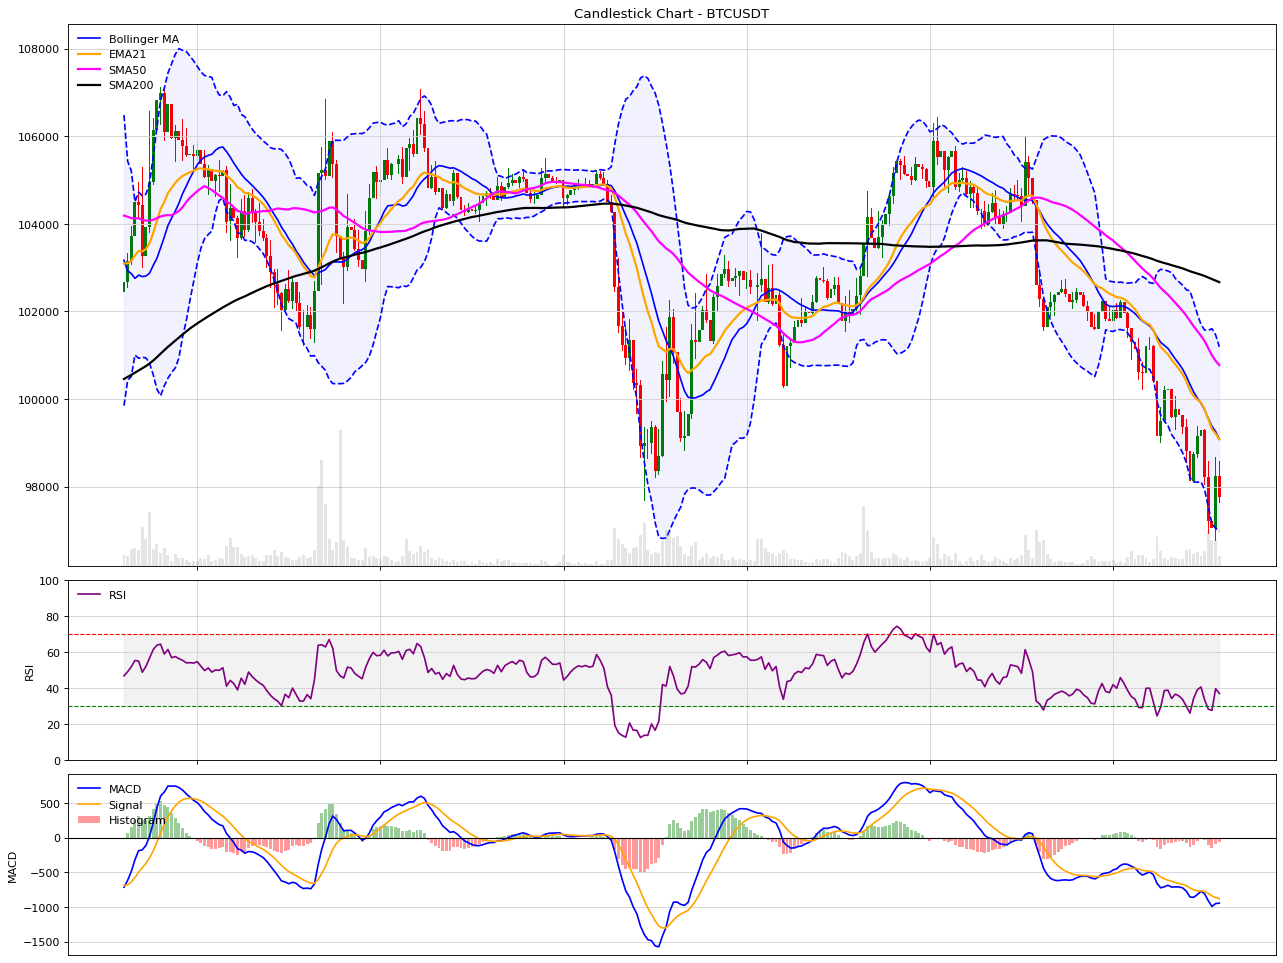 Candlestick Chart - BTCUSDT
Bollinger MA
EMA21
SMA50
SMA200
108000
106000
104000
102000
100000
98000
RSI
RSI
100
80
60
40
20
0
MACD
Signal
Histogram
MACD
500
0
−500
−1000
−1500